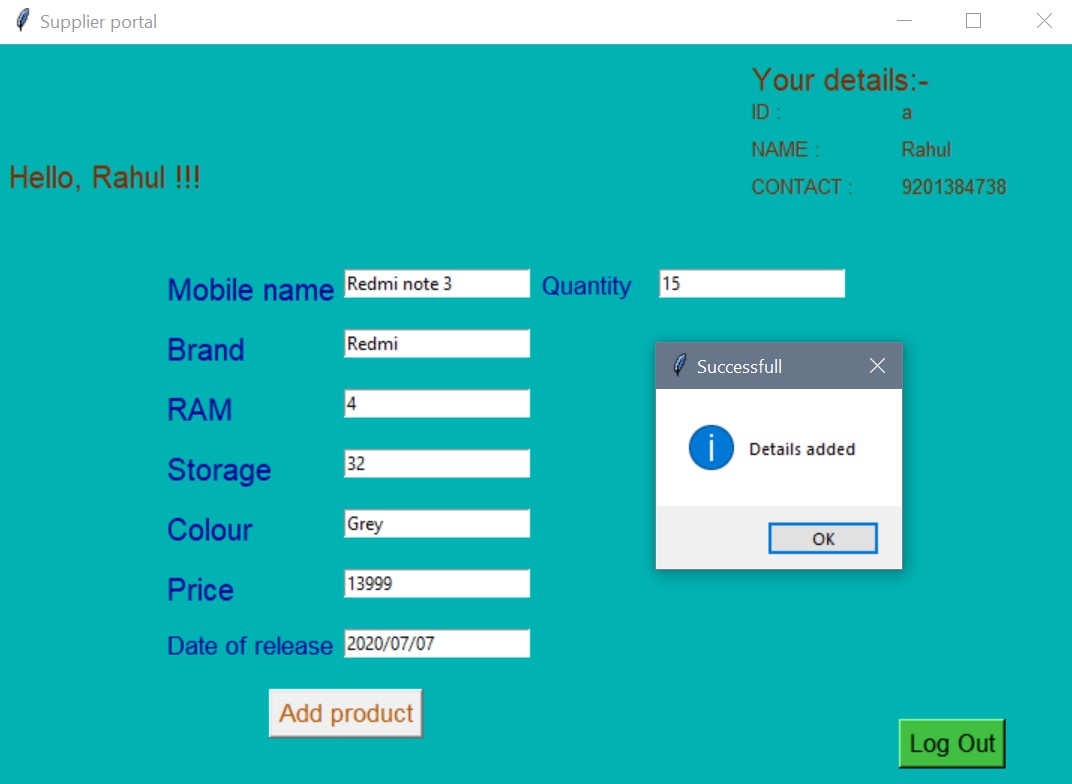 Supplier portal
Your details:-
ID : a
NAME : Rahul
Hello, Rahul !!!
CONTACT : 9201384738
Mobile name Redmi note 3 Quantity 15
Brand Redmi
Successfull
RAM 4
Details added
Storage 32
Colour Grey
OK
Price 13999
Date of release 2020/07/07
Add product
Log Out